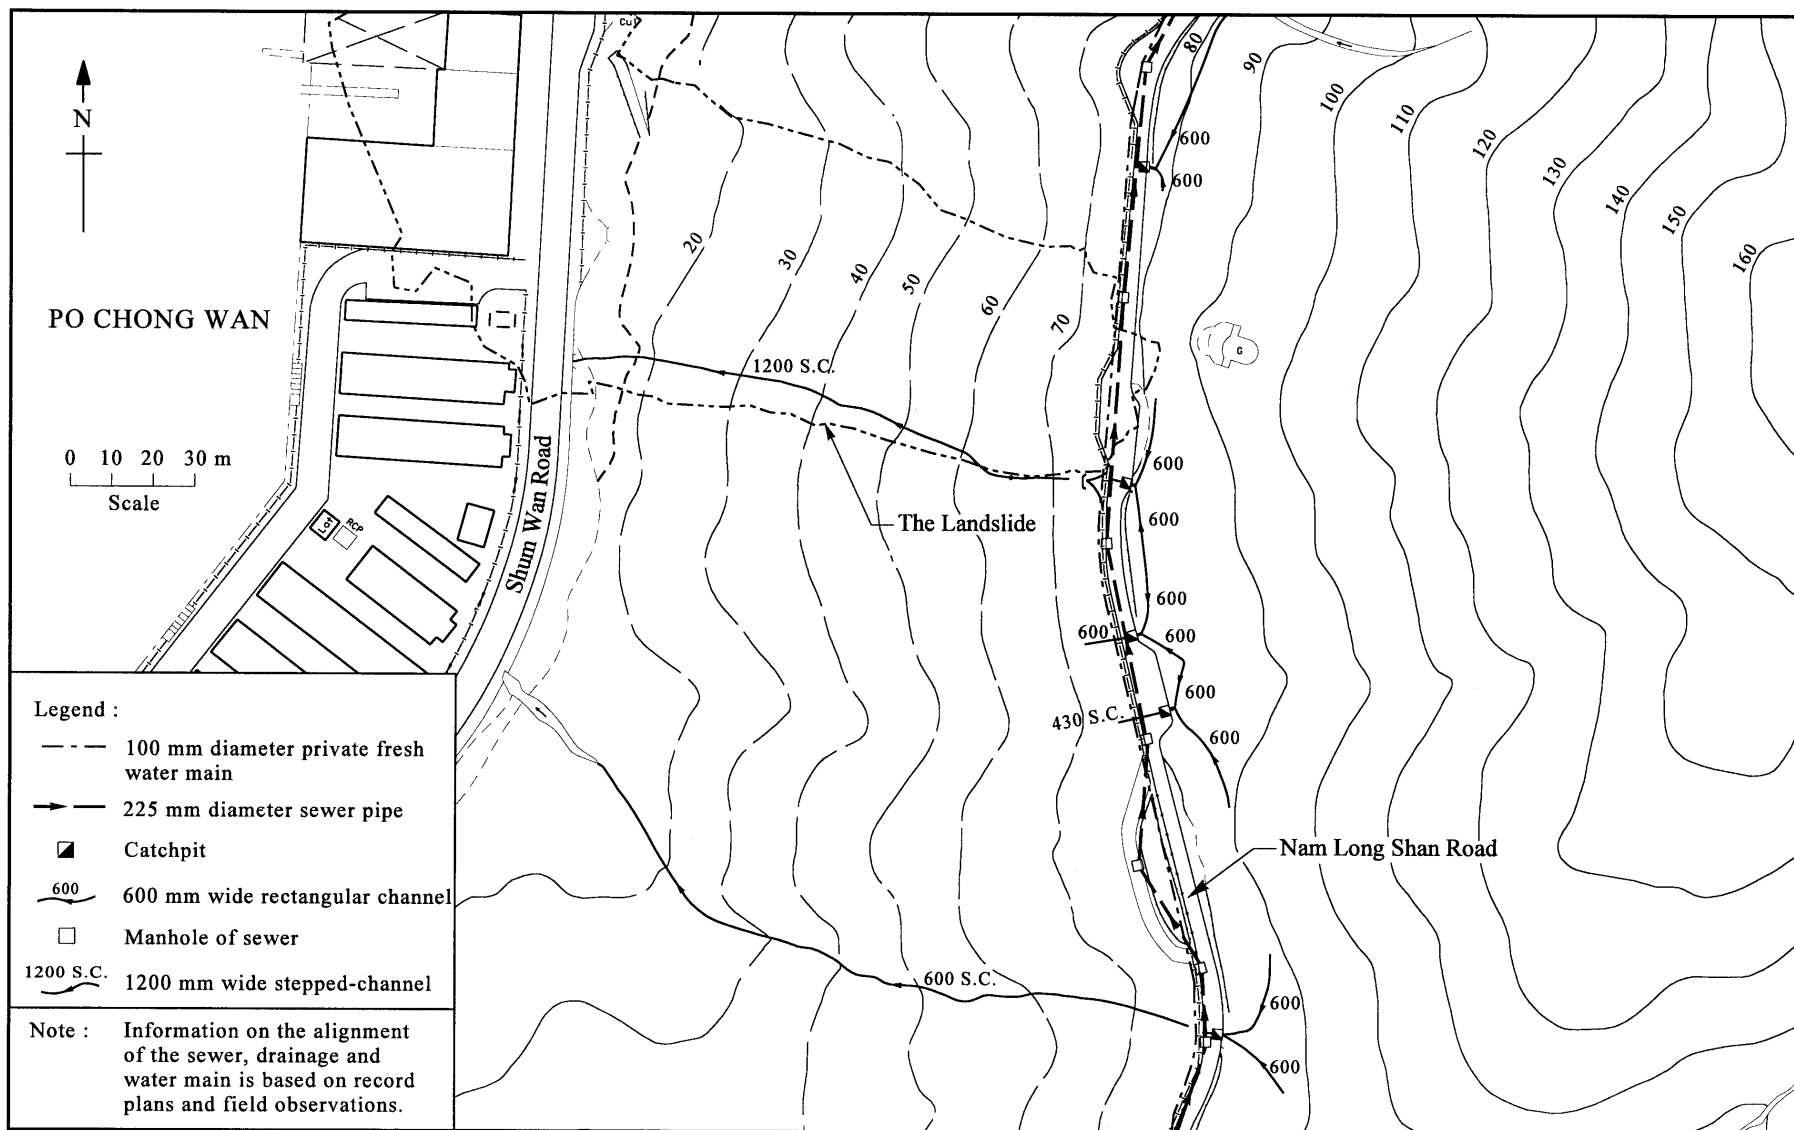 Cu
80
90
100
110
120
130
140
150
160
N
600
600
20
30
40
50
60
70
PO CHONG WAN
G
1200 S.C.
0 10 20 30 m
Scale
Shum Wan Road
600
Lot
RCP
The Landslide
600
600
600
600
600
430 S.C.
600
Nam Long Shan Road
600 S.C.
600
600
Legend :
100 mm diameter private fresh
water main
225 mm diameter sewer pipe
Catchpit
600
600 mm wide rectangular channel
Manhole of sewer
1200 S.C.
1200 mm wide stepped-channel
Note : Information on the alignment
of the sewer, drainage and
water main is based on record
plans and field observations.